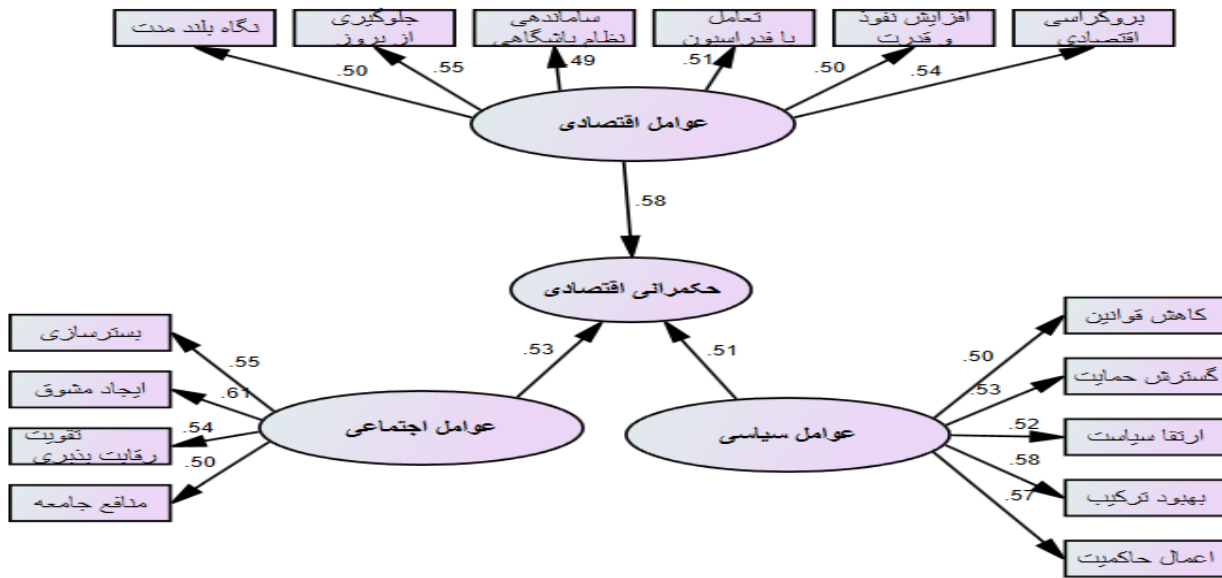 بروکراسی
اقتصادی
افزایش نفوذ
و قدرت
تعامل
با فدراسیون
ساماندهی
نظام باشگاهی
جلوگیری
از بروز
نگاه بلند مدت
.50
.55
.49
.51
.50
.54
عوامل اقتصادی
.58
حکمرانی اقتصادی
.53
.51
کاهش قوانین
گسترش حمایت
ارتقا سیاست
بهبود ترکیب
اعمال حاکمیت
.50
.53
.52
.58
.57
عوامل سیاسی
عوامل اجتماعی
.55
.61
.54
.50
بسترسازی
ایجاد مشوق
تقویت
رقابت پذیری
منافع جامعه